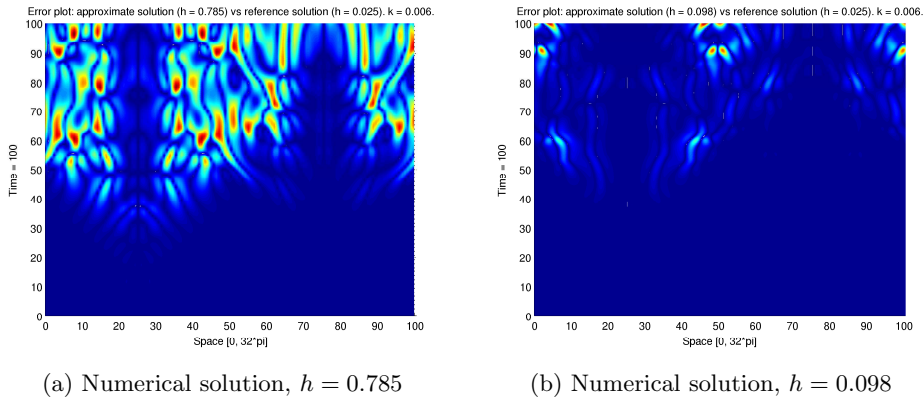 Error plot: approximate solution (h = 0.785) vs reference solution (h = 0.025). k = 0.006.
100
90
80
70
60
50
40
30
20
10
0
Time = 100
0 10 20 30 40 50 60 70 80 90 100
Space [0, 32*pi]
(a) Numerical solution, h = 0.785
Error plot: approximate solution (h = 0.098) vs reference solution (h = 0.025). k = 0.006.
100
90
80
70
60
50
40
30
20
10
0
Time = 100
0 10 20 30 40 50 60 70 80 90 100
Space [0, 32*pi]
(b) Numerical solution, h = 0.098